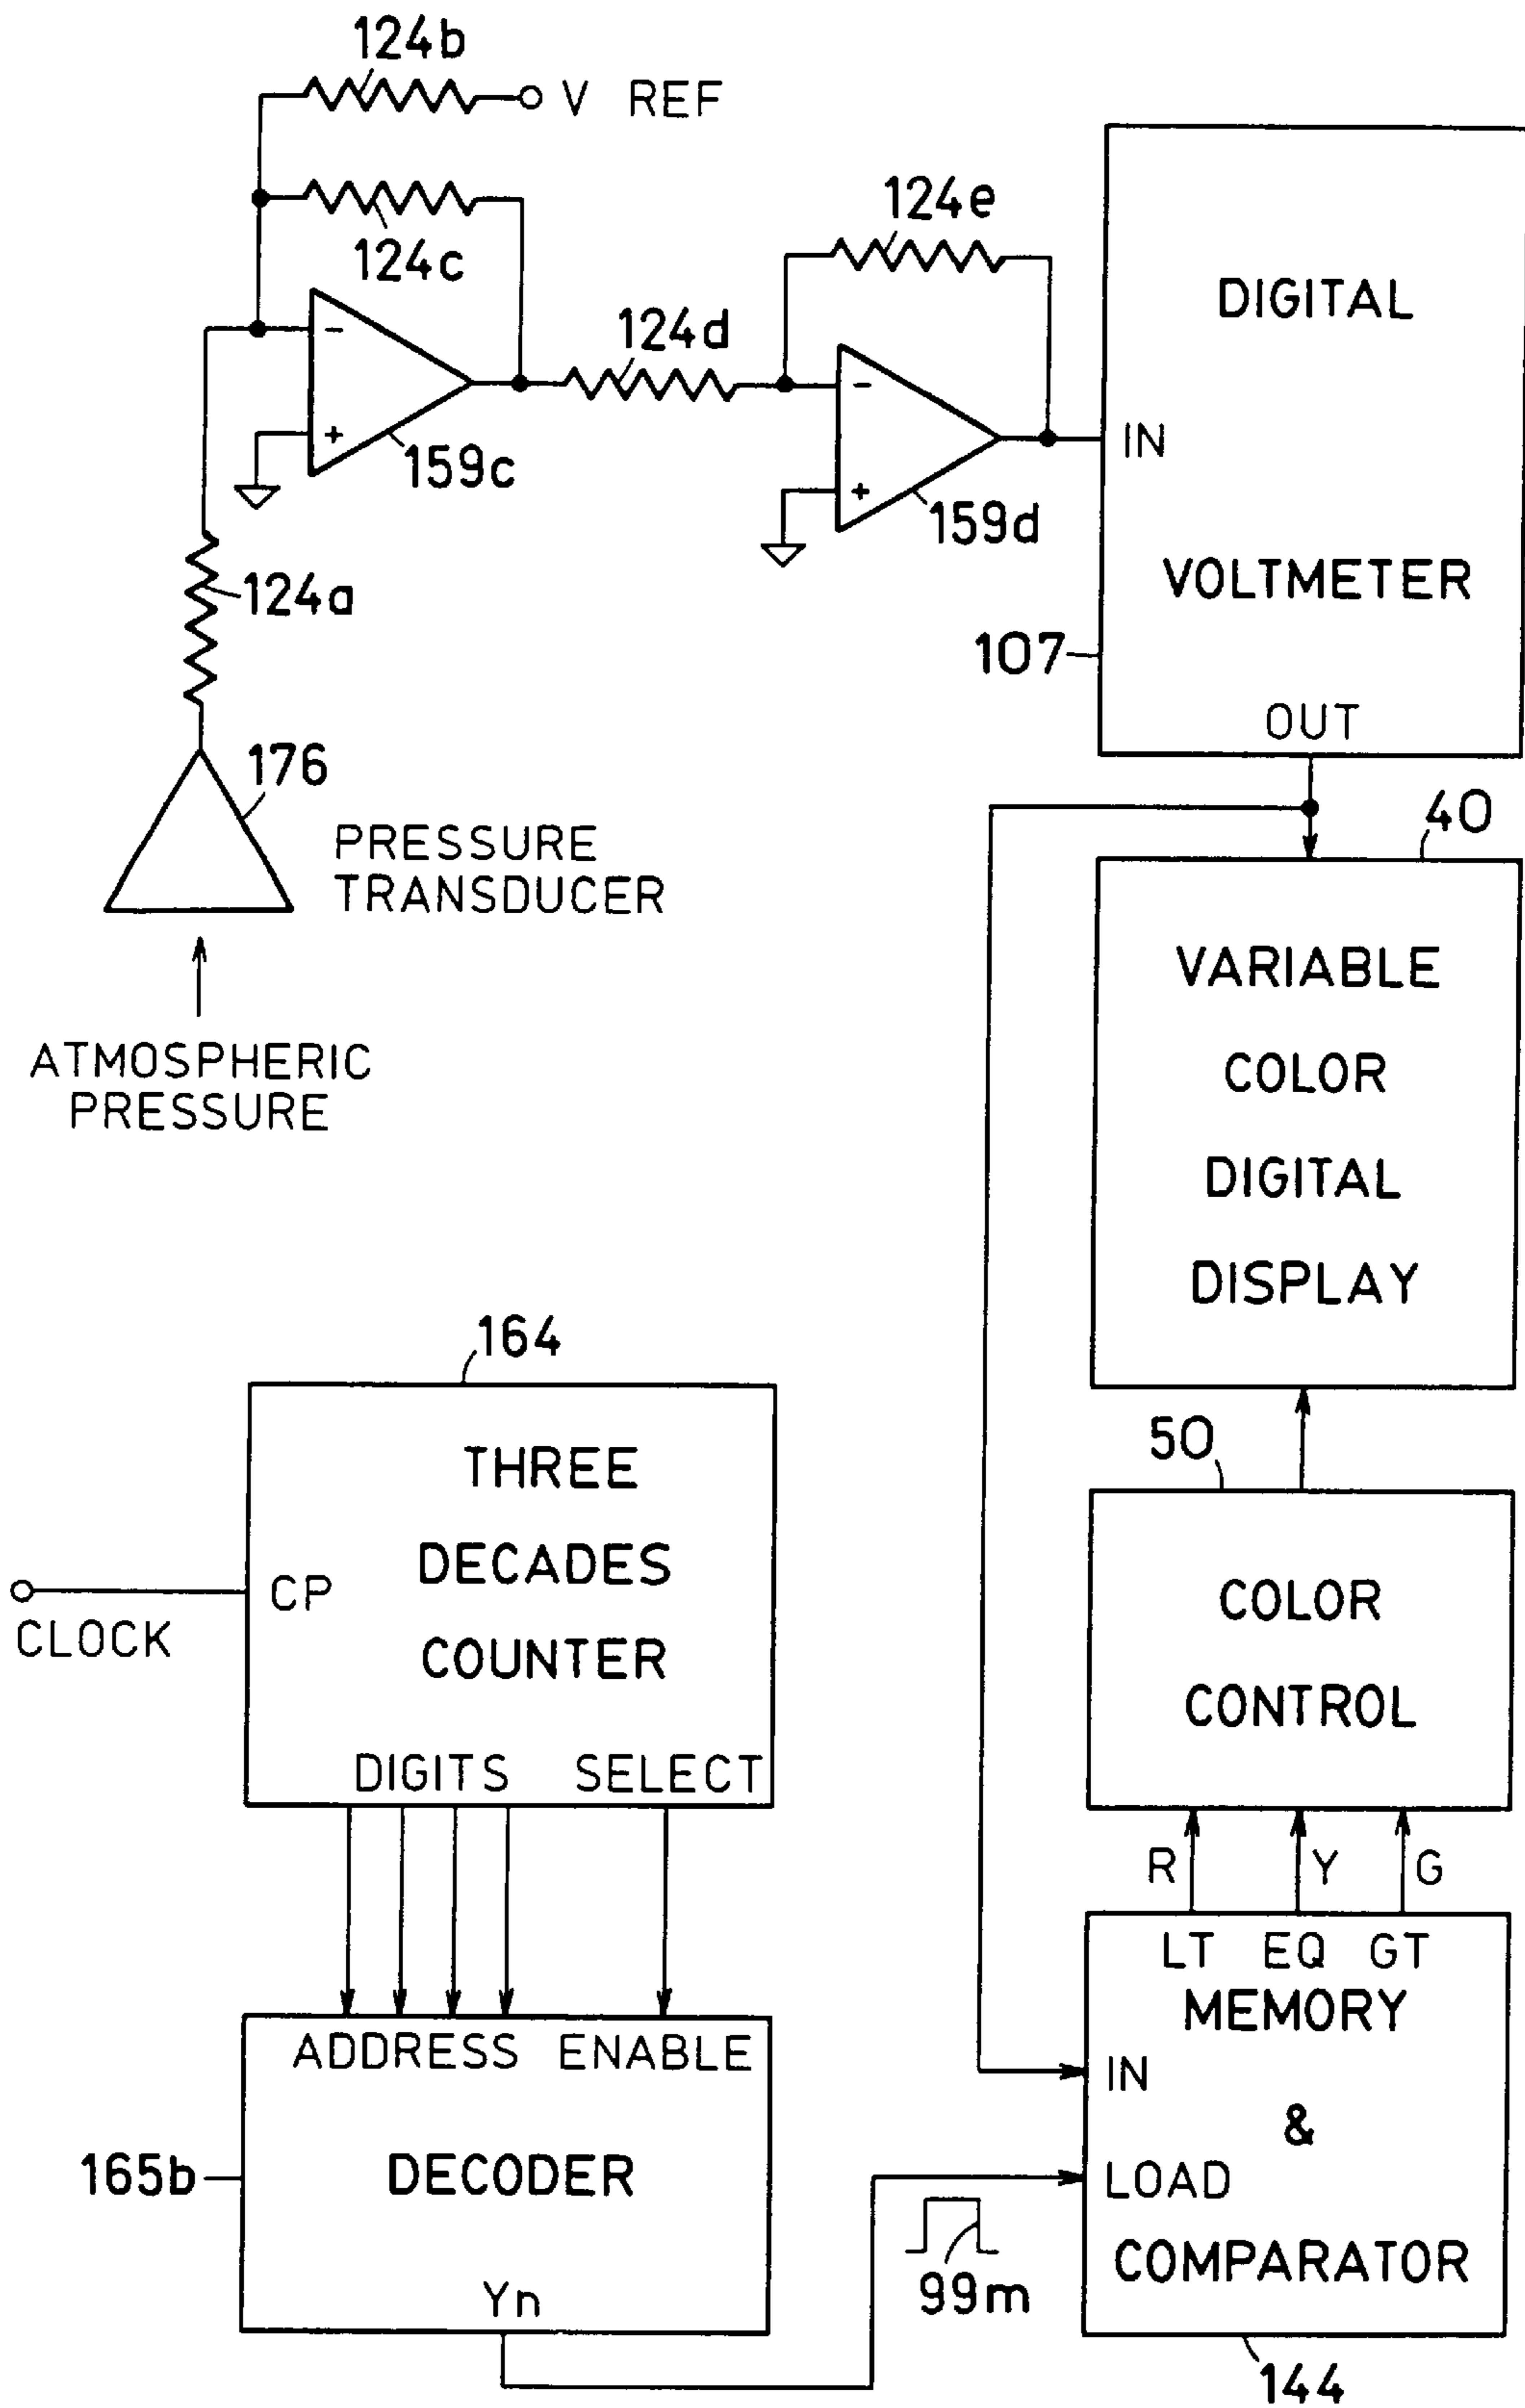 124b
V REF
124c
124e
124d
DIGITAL
-
+
159c
-
+
159d
IN
VOLTMETER
124a
107
OUT
176
PRESSURE
TRANSDUCER
40
VARIABLE
COLOR
DIGITAL
DISPLAY
ATMOSPHERIC
PRESSURE
164
THREE
DECADES
COUNTER
CP
CLOCK
DIGITS SELECT
50
COLOR
CONTROL
R Y G
LT EQ GT
MEMORY
&
COMPARATOR
IN
LOAD
ADDRESS ENABLE
165b
DECODER
Yn
99m
144